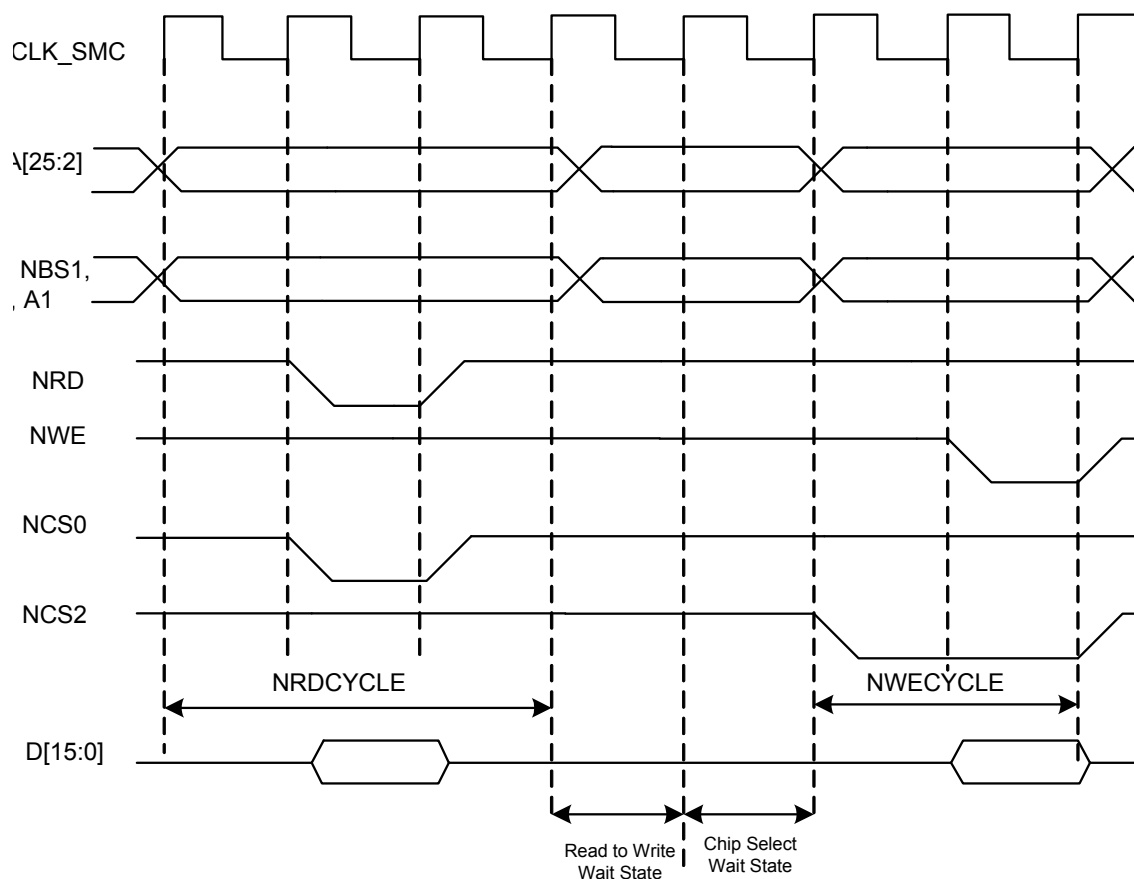 CLK_SMC
A[25:2]
NBS1,
, A1
NRD
NWE
NCS0
NCS2
NRDCYCLE
NWECYCLE
D[15:0]
Read to Write
Wait State
Chip Select
Wait State